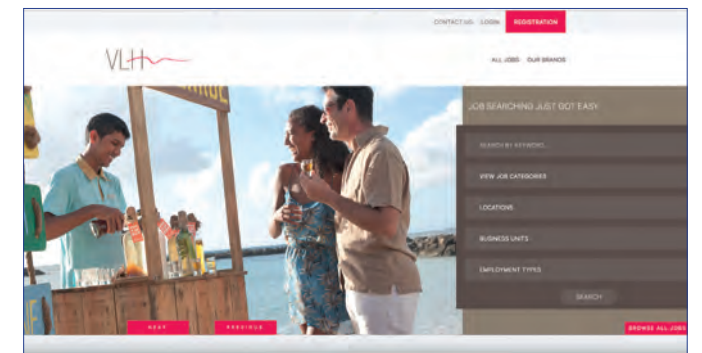 CONTACT US LOGIN REGISTRATION
VLH
ALL JOBS OUR BRANDS
JOB SEARCHING JUST GOT EASY
SEARCH BY KEYWORD...
VIEW JOB CATEGORIES
LOCATIONS
BUSINESS UNITS
EMPLOYMENT TYPES
SEARCH
NEXT PREVIOUS
BROWSE ALL JOBS